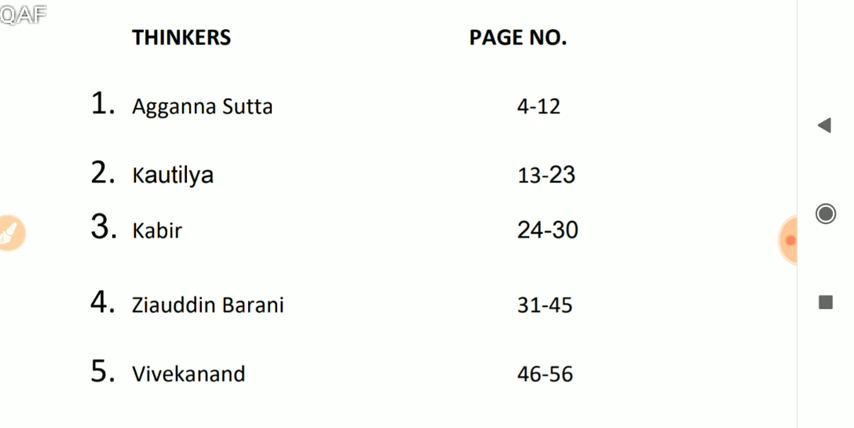 QAF
THINKERS PAGE NO.
1. Agganna Sutta 4-12
2. Kautilya 13-23
3. Kabir 24-30
4. Ziauddin Barani 31-45
5. Vivekanand 46-56